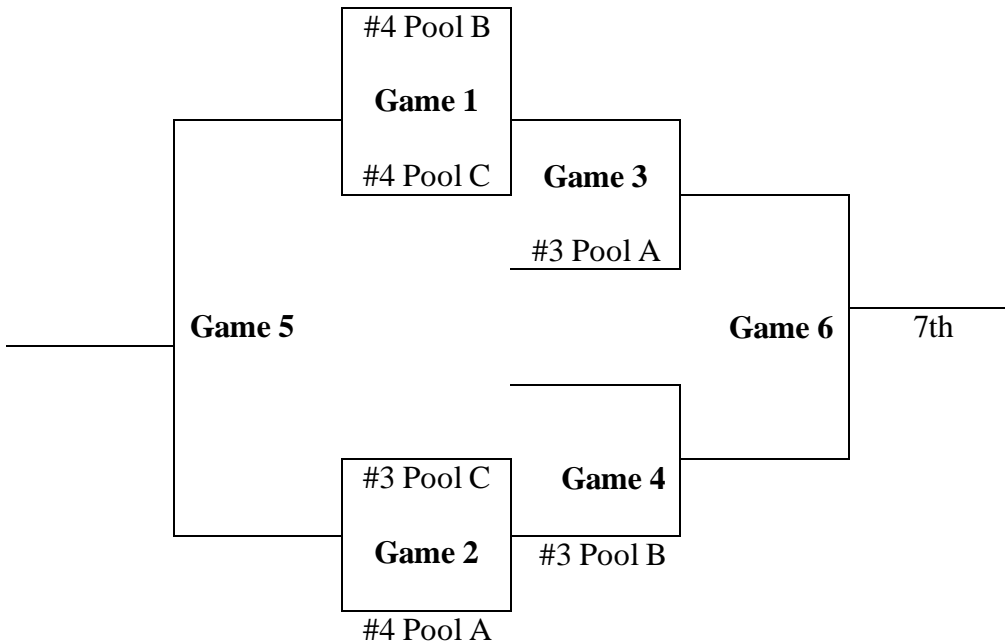 #4 Pool B
Game 1
#4 Pool C
Game 3
#3 Pool A
Game 5
Game 6
7th
#3 Pool C
Game 4
Game 2
#3 Pool B
#4 Pool A